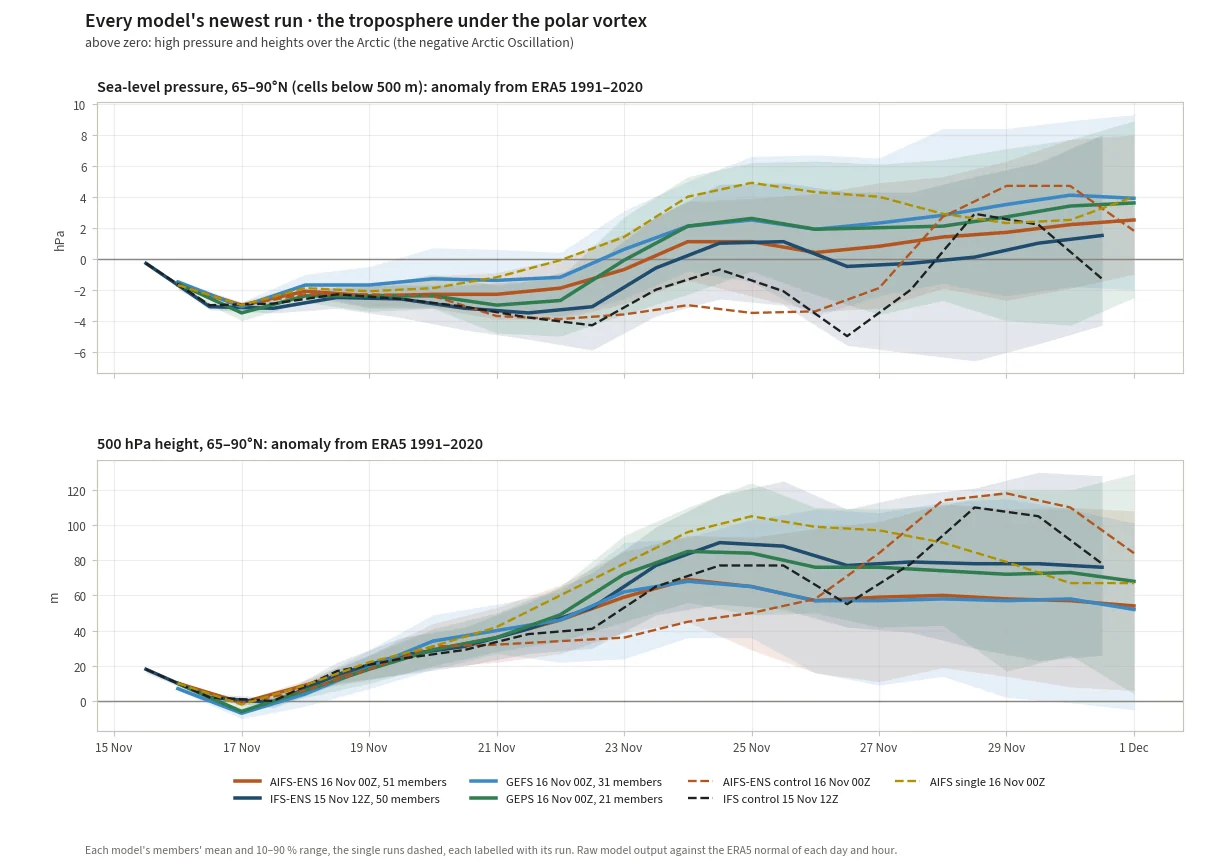 Every model's newest run · the troposphere under the polar vortex
above zero: high pressure and heights over the Arctic (the negative Arctic Oscillation)
Sea-level pressure, 65–90°N (cells below 500 m): anomaly from ERA5 1991–2020
10
8
6
4
2
0
−2
−4
−6
hPa
500 hPa height, 65–90°N: anomaly from ERA5 1991–2020
120
100
80
60
40
20
0
m
15 Nov 17 Nov 19 Nov 21 Nov 23 Nov 25 Nov 27 Nov 29 Nov 1 Dec
AIFS-ENS 16 Nov 00Z, 51 members GEFS 16 Nov 00Z, 31 members AIFS-ENS control 16 Nov 00Z AIFS single 16 Nov 00Z
IFS-ENS 15 Nov 12Z, 50 members GEPS 16 Nov 00Z, 21 members IFS control 15 Nov 12Z
Each model's members' mean and 10–90 % range, the single runs dashed, each labelled with its run. Raw model output against the ERA5 normal of each day and hour.